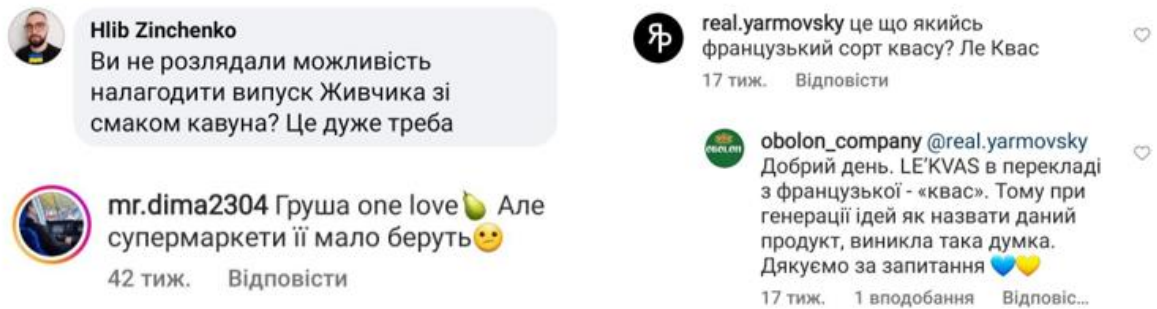 Hlib Zinchenko
Ви не розлядали можливість
налагодити випуск Живчика зі
смаком кавуна? Це дуже треба
mr.dima2304 Груша one love🍐 Але
супермаркети її мало беруть😕
42 тиж. Відповісти
ЯР
real.yarmovsky це що якийсь
французький сорт квасу? Ле Квас
17 тиж. Відповісти
OBOLON
obolon_company @real.yarmovsky
Добрий день. LE’KVAS в перекладі
з французької - «квас». Тому при
генерації ідей як назвати даний
продукт, виникла така думка.
Дякуємо за запитання 💙💛
17 тиж. 1 вподобання Відповіс...